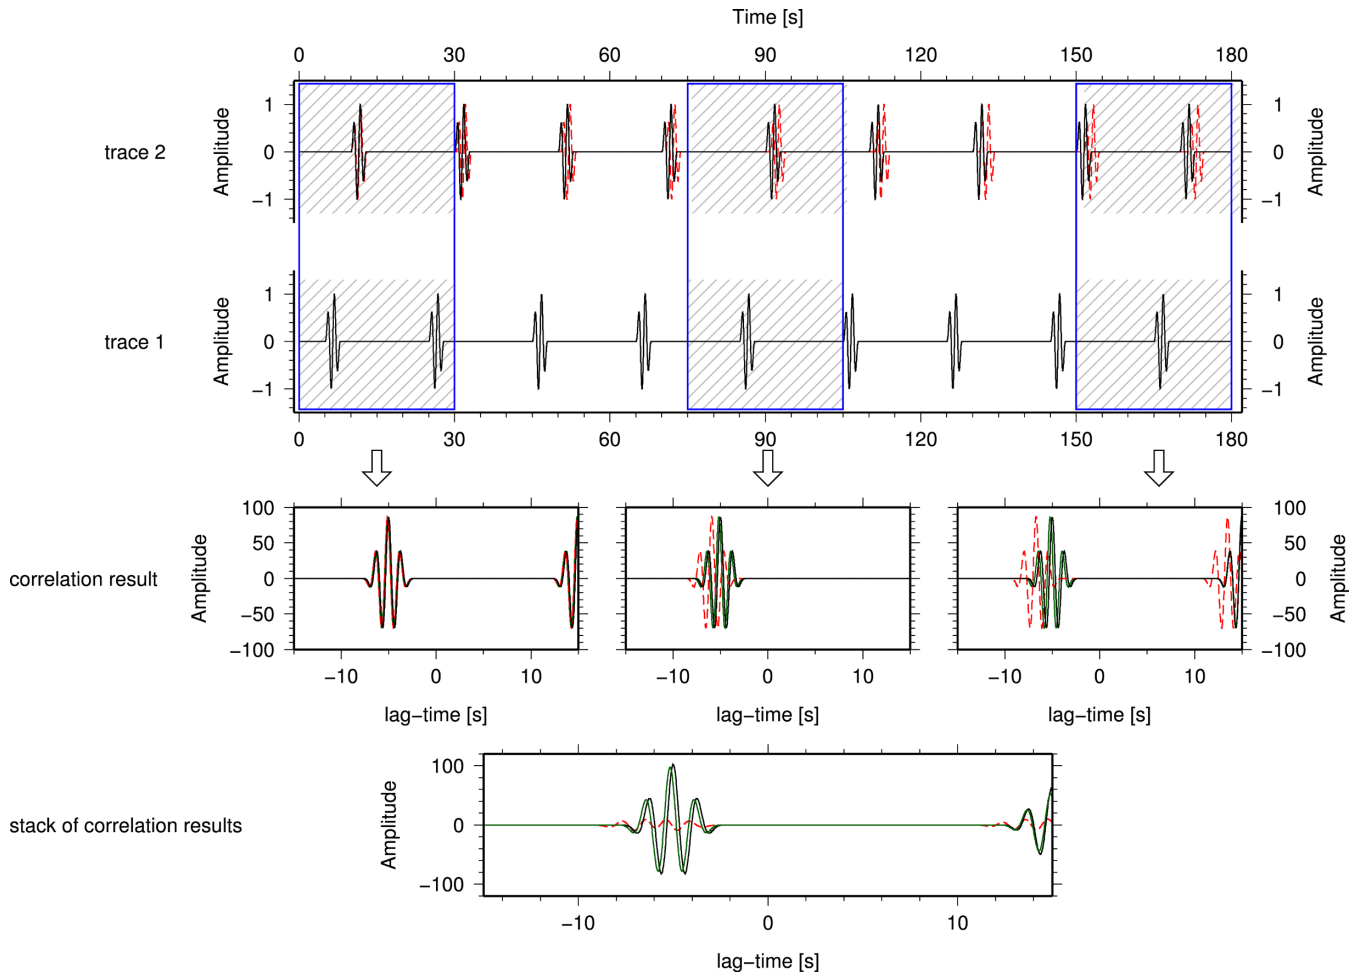 Time [s]
0 30 60 90 120 150 180
trace 2
Amplitude
1
0
−1
1
0
−1
Amplitude
trace 1
Amplitude
1
0
−1
1
0
−1
Amplitude
0 30 60 90 120 150 180
correlation result
Amplitude
100
50
0
−50
−100
100
50
0
−50
−100
Amplitude
−10 0 10 −10 0 10 −10 0 10
lag−time [s] lag−time [s] lag−time [s]
stack of correlation results
Amplitude
100
0
−100
−10 0 10
lag−time [s]